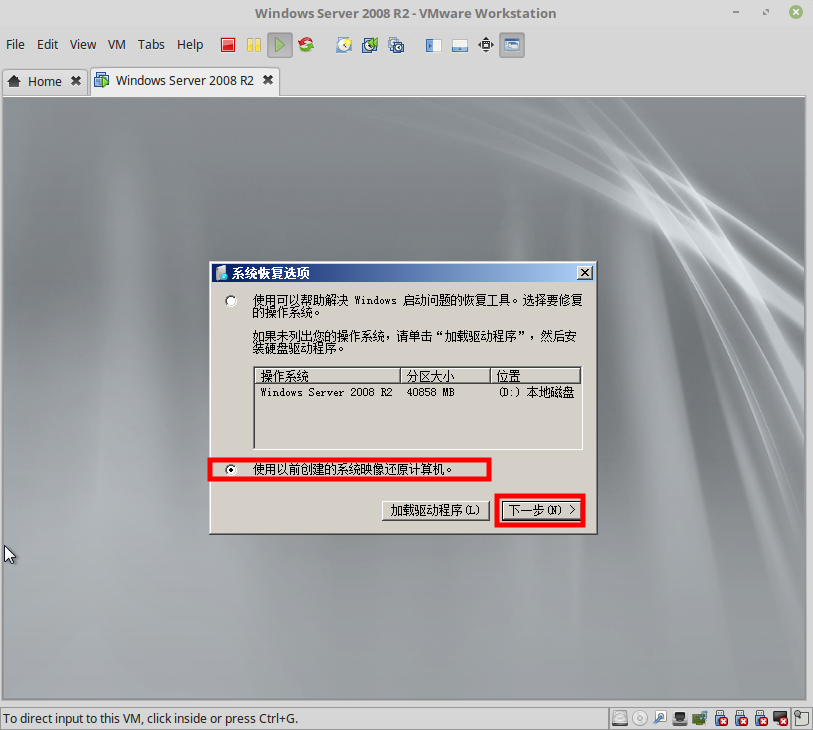 Windows Server 2008 R2 - VMware Workstation
File Edit View VM Tabs Help
Home Windows Server 2008 R2
系统恢复选项
使用可以帮助解决 Windows 启动问题的恢复工具。选择要修复
的操作系统。
如果未列出您的操作系统，请单击“加载驱动程序”，然后安
装硬盘驱动程序。
操作系统 分区大小 位置
Windows Server 2008 R2 40858 MB (D:) 本地磁盘
使用以前创建的系统映像还原计算机。
加载驱动程序(L) 下一步(N) >
To direct input to this VM, click inside or press Ctrl+G.